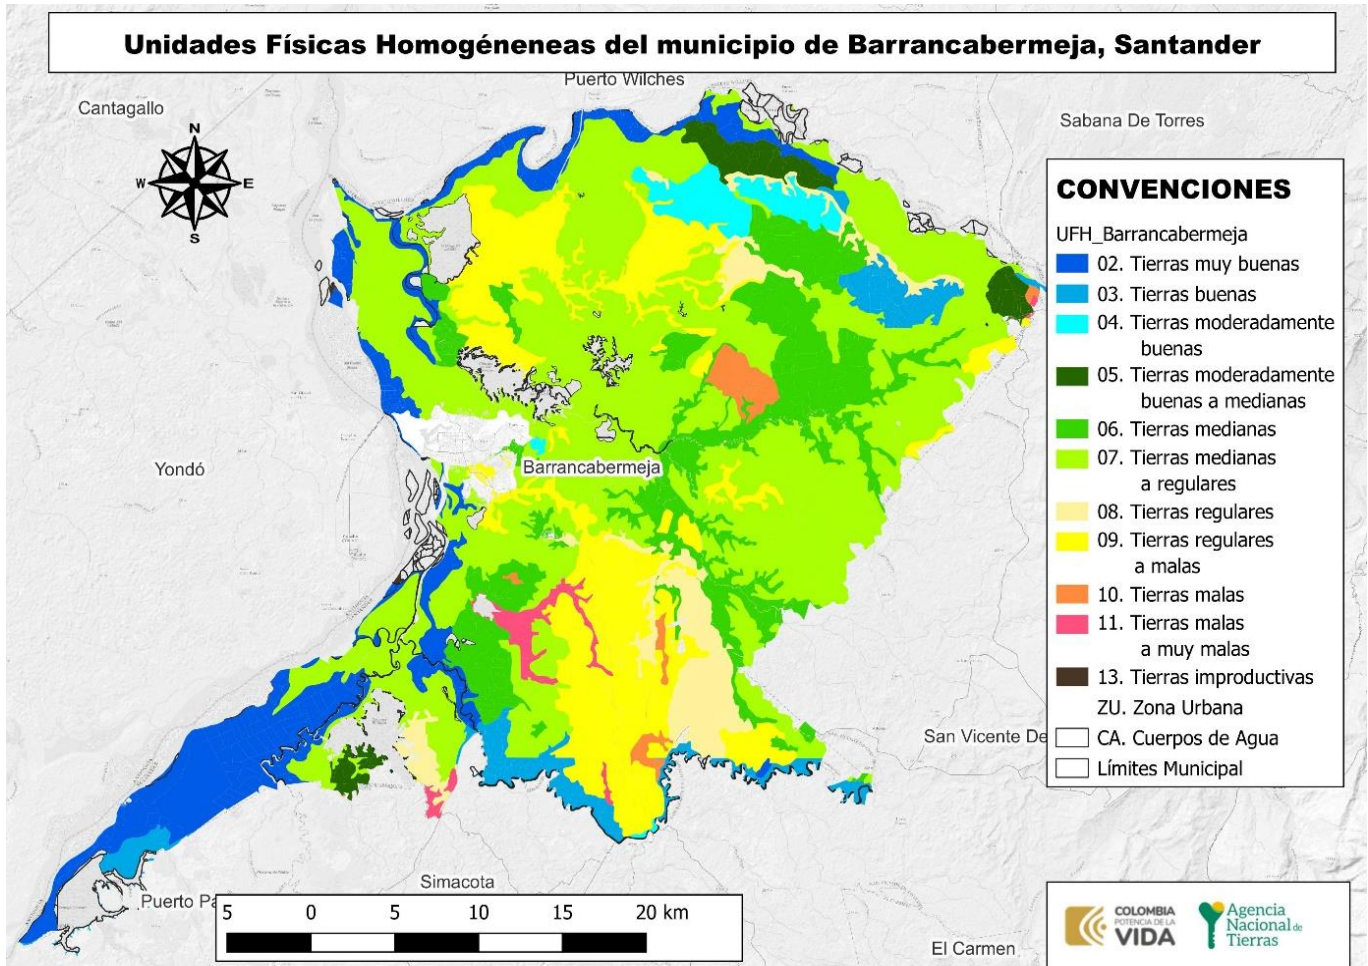 Unidades Físicas Homogéneneas del municipio de Barrancabermeja, Santander
Puerto Wilches
Cantagallo
Sabana De Torres
N
W
E
S
CONVENCIONES
UFH_Barrancabermeja
02. Tierras muy buenas
03. Tierras buenas
04. Tierras moderadamente
buenas
05. Tierras moderadamente
buenas a medianas
06. Tierras medianas
07. Tierras medianas
a regulares
08. Tierras regulares
09. Tierras regulares
a malas
10. Tierras malas
11. Tierras malas
a muy malas
13. Tierras improductivas
ZU. Zona Urbana
CA. Cuerpos de Agua
Límites Municipal
Yondó
Barrancabermeja
San Vicente De
Simacota
Puerto Pa
5 0 5 10 15 20 km
El Carmen
COLOMBIA
POTENCIA DE LA
VIDA
Agencia
Nacional de
Tierras